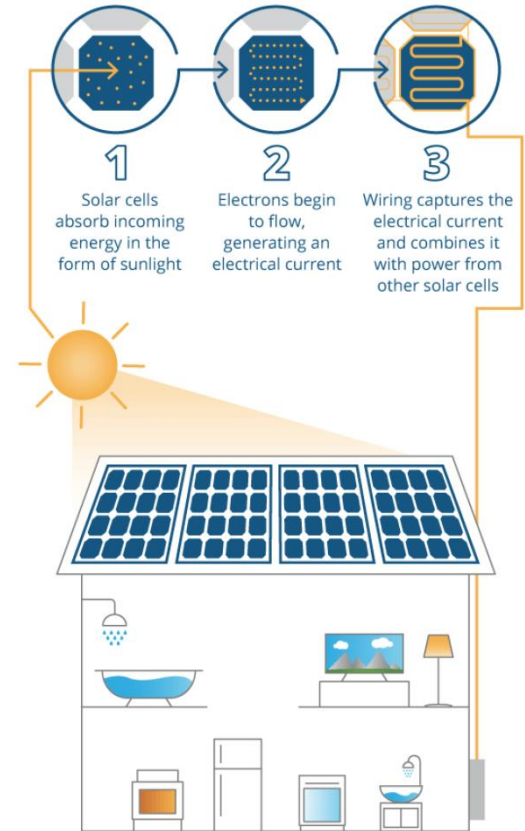 1
Solar cells
absorb incoming
energy in the
form of sunlight
2
Electrons begin
to flow,
generating an
electrical current
3
Wiring captures the
electrical current
and combines it
with power from
other solar cells